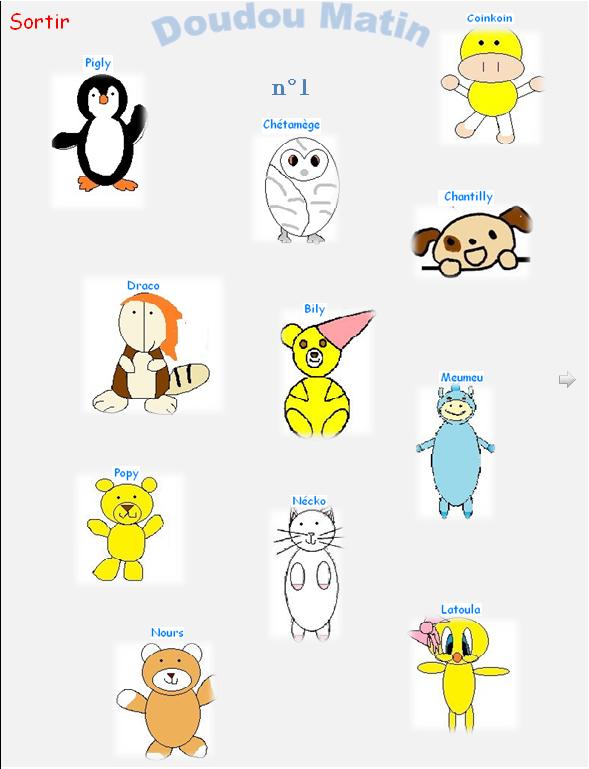 Sortir
Doudou Matin
Coinkoin
Pigly
n°1
Chétamège
Chantilly
Draco
Bily
Meumeu
Popy
Nécko
Latoula
Nours